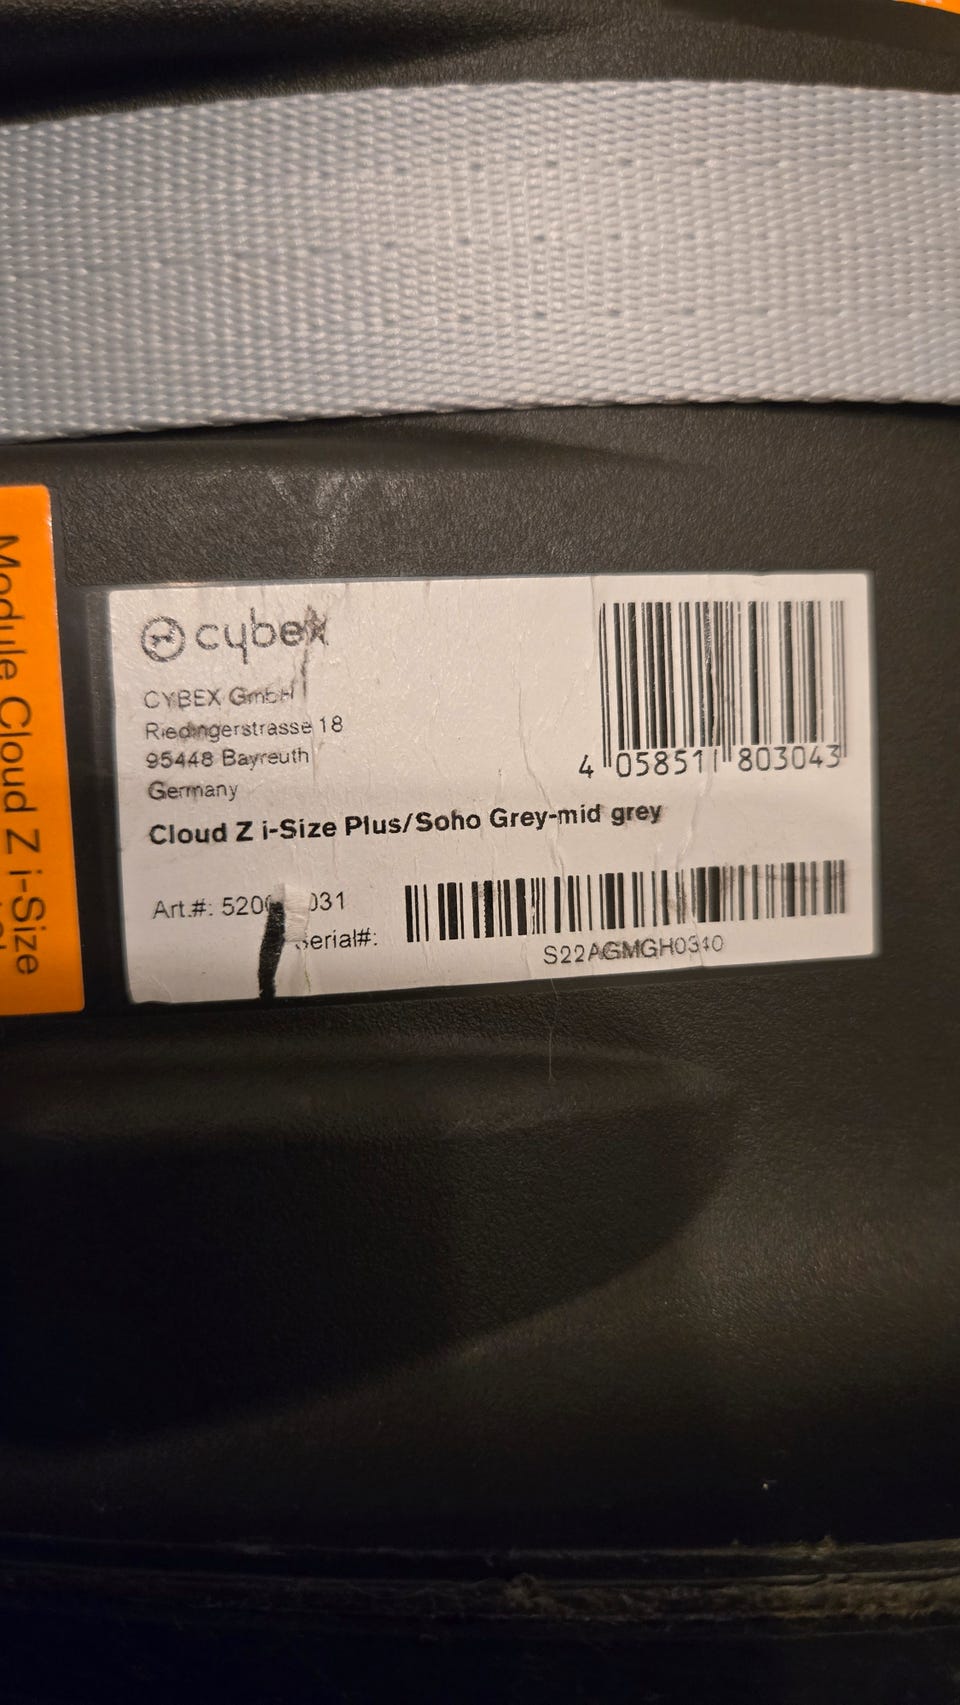 cybex
CYBEX GmbH
Riedingerstrasse 18
95448 Bayreuth
Germany
4 058511 803043
Cloud Z i-Size Plus/Soho Grey-mid grey
Art.#:
Serial#:
S22AGMGH0340
Module Cloud Z i-Size